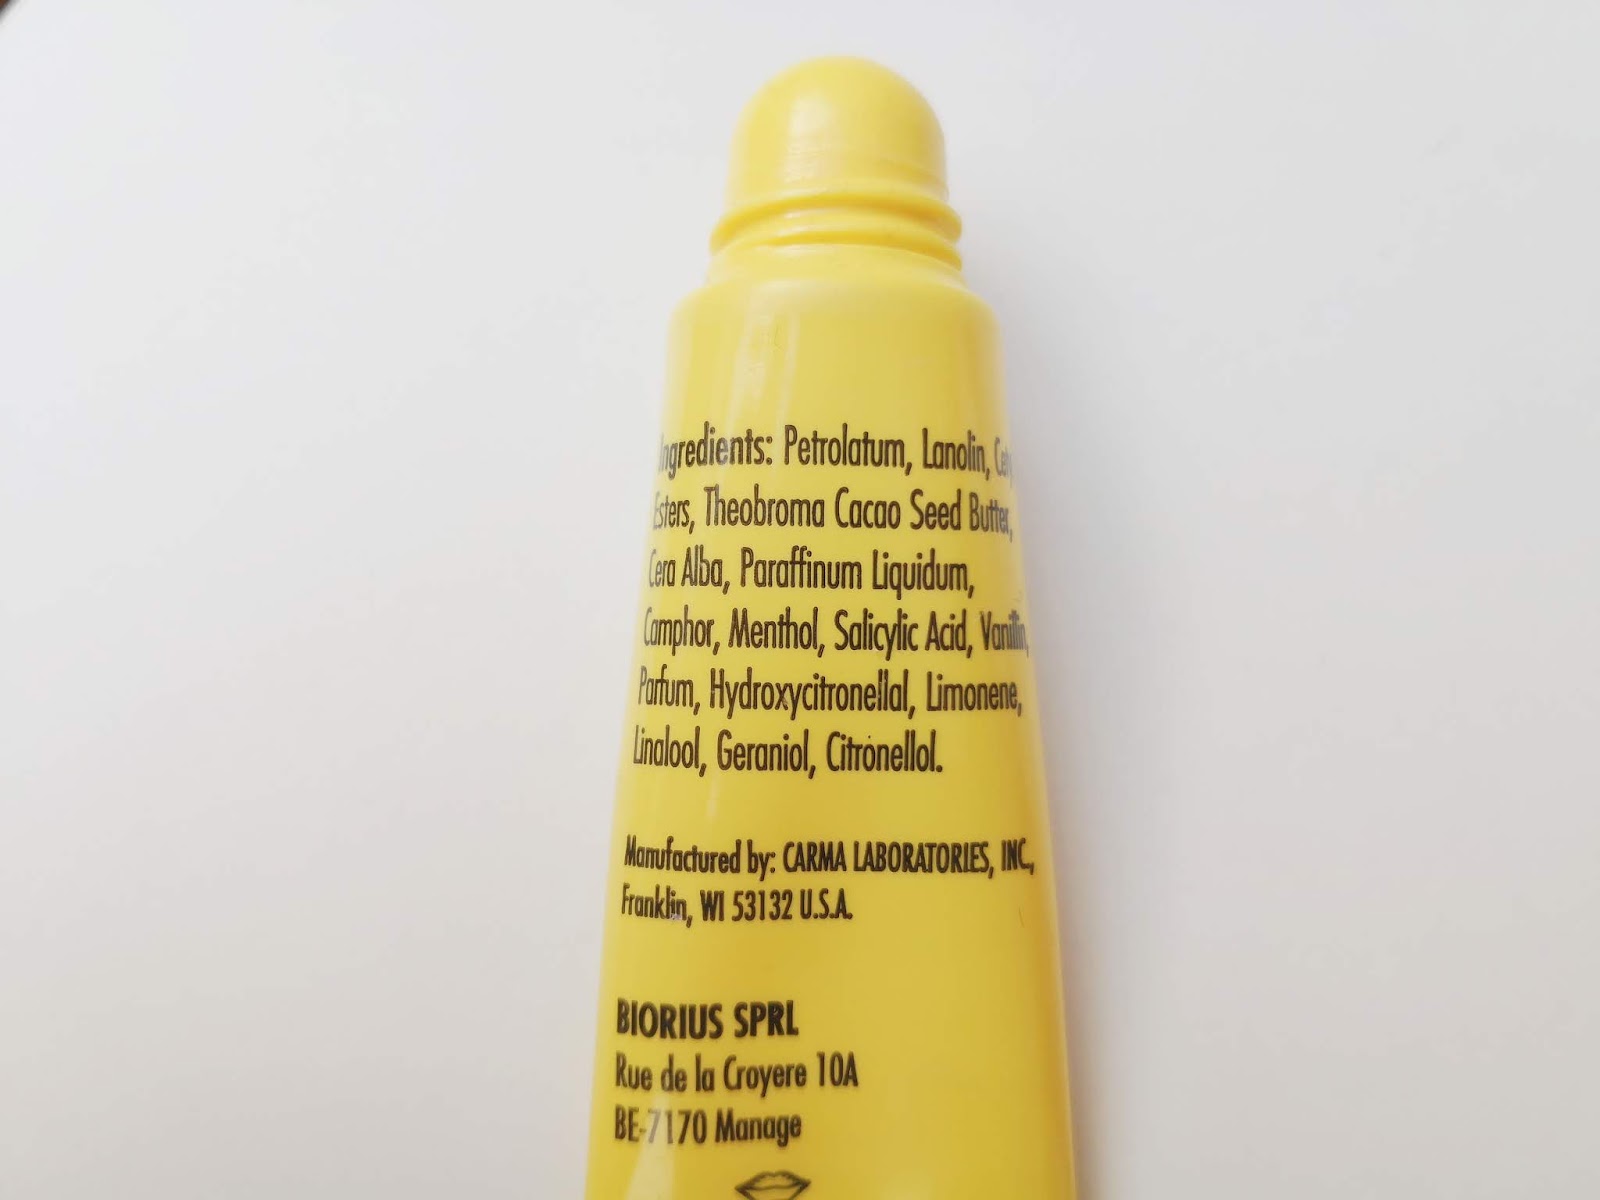 Ingredients: Petrolatum, Lanolin, Cetyl
Esters, Theobroma Cacao Seed Butter,
Cera Alba, Paraffinum Liquidum,
Camphor, Menthol, Salicylic Acid, Vanillin,
Parfum, Hydroxycitronellal, Limonene,
Linalool, Geraniol, Citronellol.
Manufactured by: CARMA LABORATORIES, INC.,
Franklin, WI 53132 U.S.A.
BIORIUS SPRL
Rue de la Croyere 10A
BE-7170 Manage